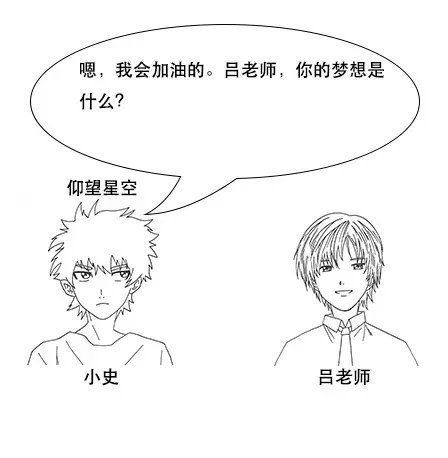 嗯，我会加油的。吕老师，你的梦想是
什么？
仰望星空
小史
吕老师